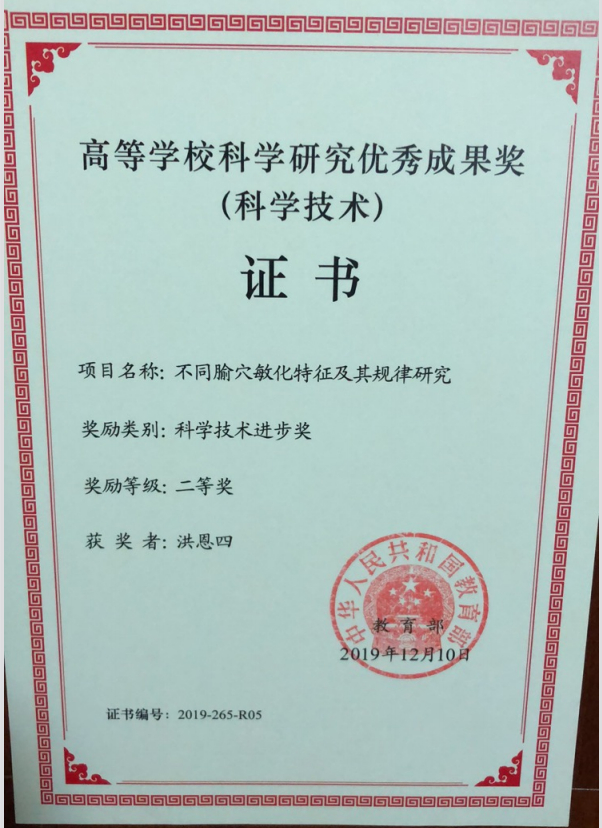 高等学校科学研究优秀成果奖
（科学技术）
证书
项目名称：不同腧穴敏化特征及其规律研究
奖励类别：科学技术进步奖
奖励等级：二等奖
获奖者：洪恩四
中华人民共和国教育部
教育部
2019年12月10日
证书编号：2019-265-R05